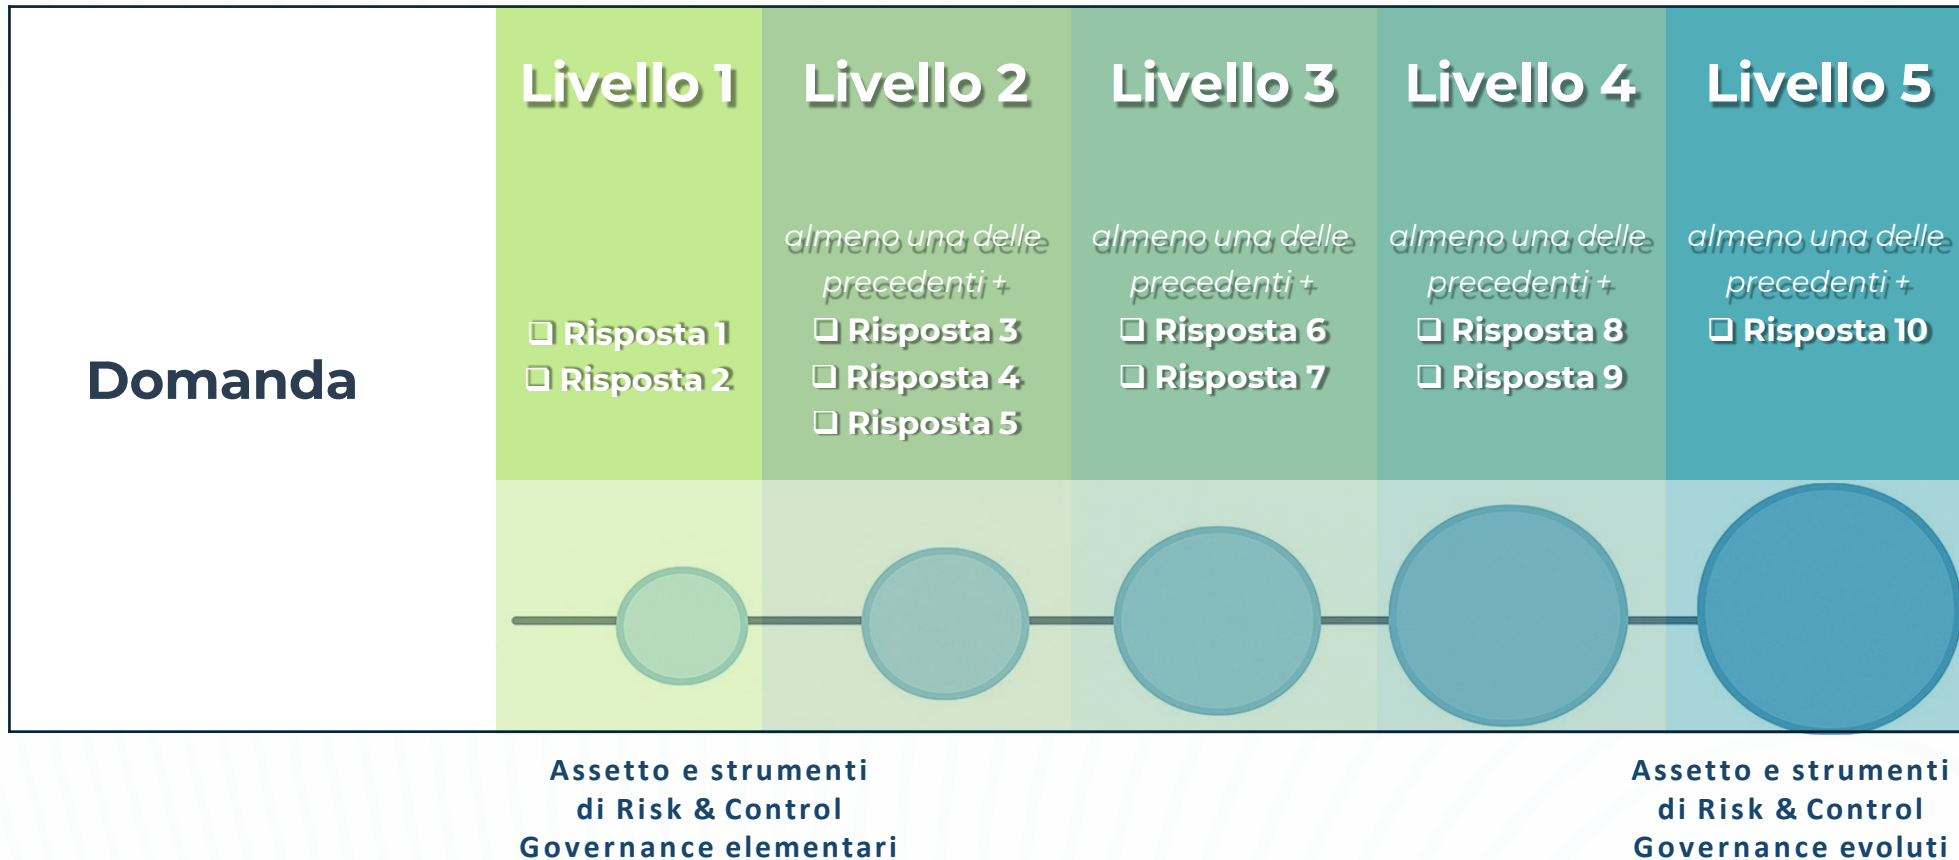 Domanda
Livello 1
❑ Risposta 1
❑ Risposta 2
Livello 2
almeno una delle
precedenti +
❑ Risposta 3
❑ Risposta 4
❑ Risposta 5
Livello 3
almeno una delle
precedenti +
❑ Risposta 6
❑ Risposta 7
Livello 4
almeno una delle
precedenti +
❑ Risposta 8
❑ Risposta 9
Livello 5
almeno una delle
precedenti +
❑ Risposta 10
Assetto e strumenti
di Risk & Control
Governance elementari
Assetto e strumenti
di Risk & Control
Governance evoluti